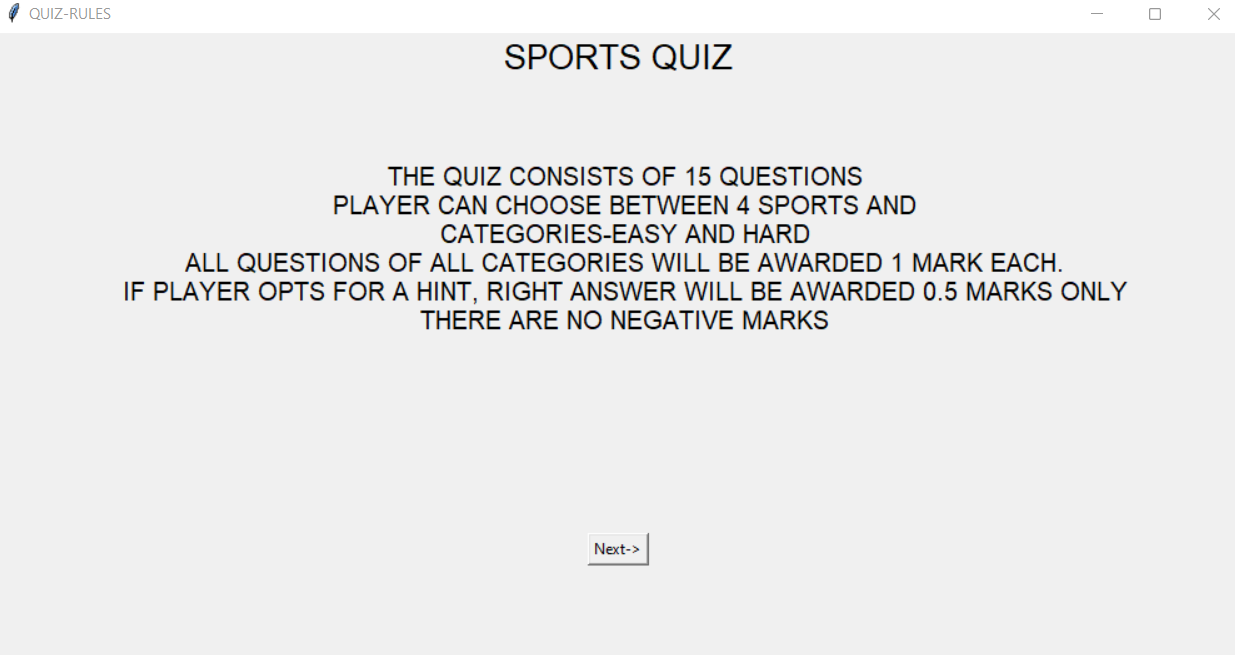 QUIZ-RULES
SPORTS QUIZ
THE QUIZ CONSISTS OF 15 QUESTIONS
PLAYER CAN CHOOSE BETWEEN 4 SPORTS AND
CATEGORIES-EASY AND HARD
ALL QUESTIONS OF ALL CATEGORIES WILL BE AWARDED 1 MARK EACH.
IF PLAYER OPTS FOR A HINT, RIGHT ANSWER WILL BE AWARDED 0.5 MARKS ONLY
THERE ARE NO NEGATIVE MARKS
Next->